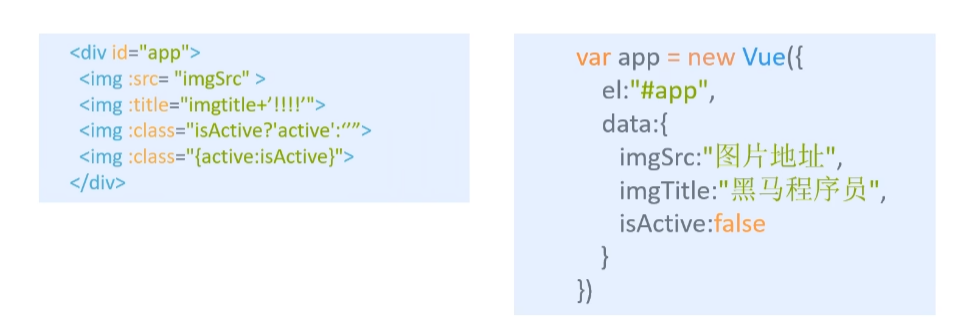 <div id="app">
<img :src= "imgSrc" >
<img :title="imgtitle+’!!!!’">
<img :class="isActive?'active':‘’”>
<img :class="{active:isActive}">
</div>
var app = new Vue({
el:"#app",
data:{
imgSrc:"图片地址",
imgTitle:"黑马程序员",
isActive:false
}
})